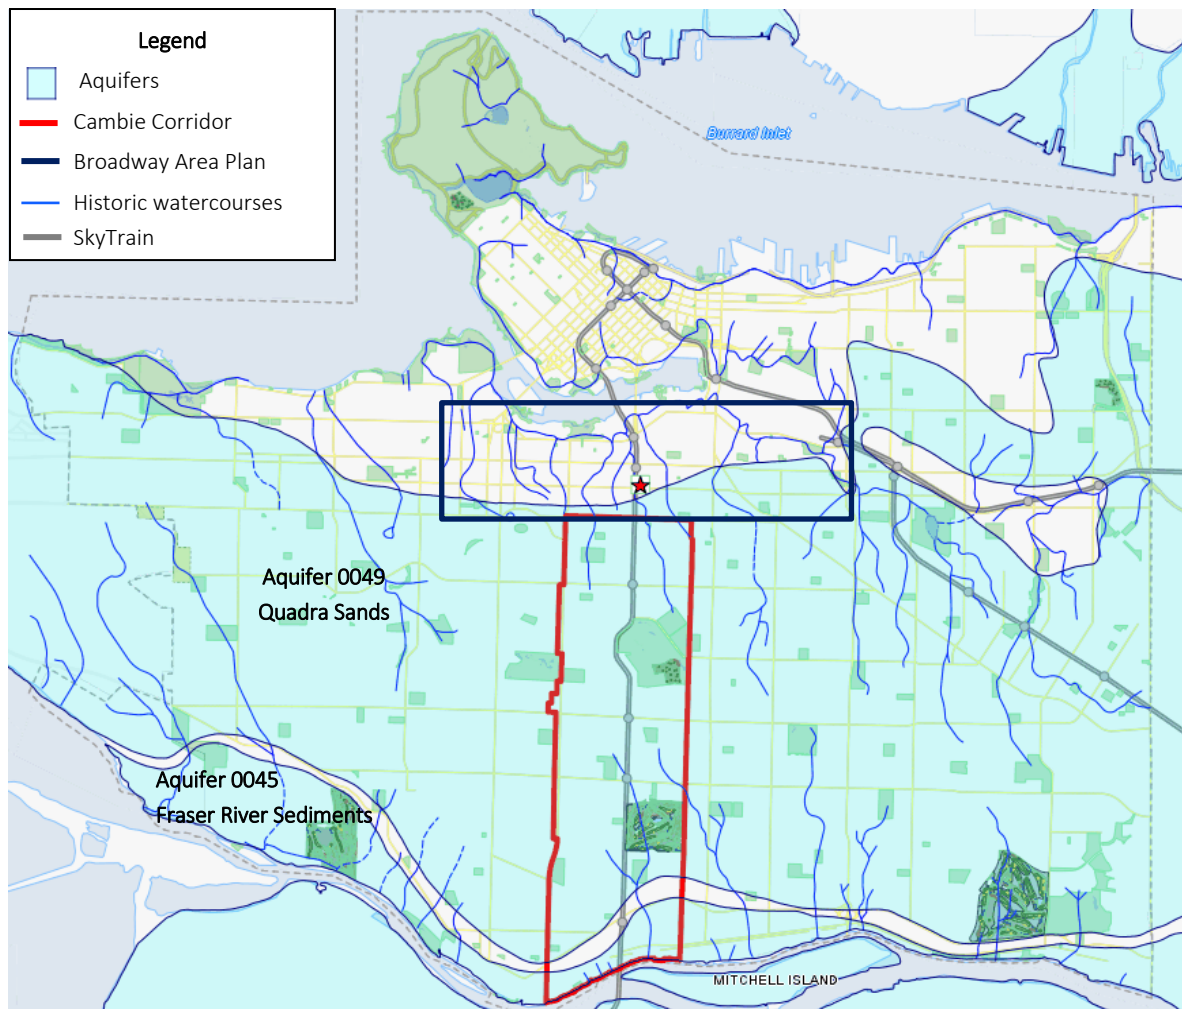 Legend
Aquifers
Cambie Corridor
Broadway Area Plan
Historic watercourses
SkyTrain
Burrard Inlet
Aquifer 0049
Quadra Sands
Aquifer 0045
Fraser River Sediments
MITCHELL ISLAND